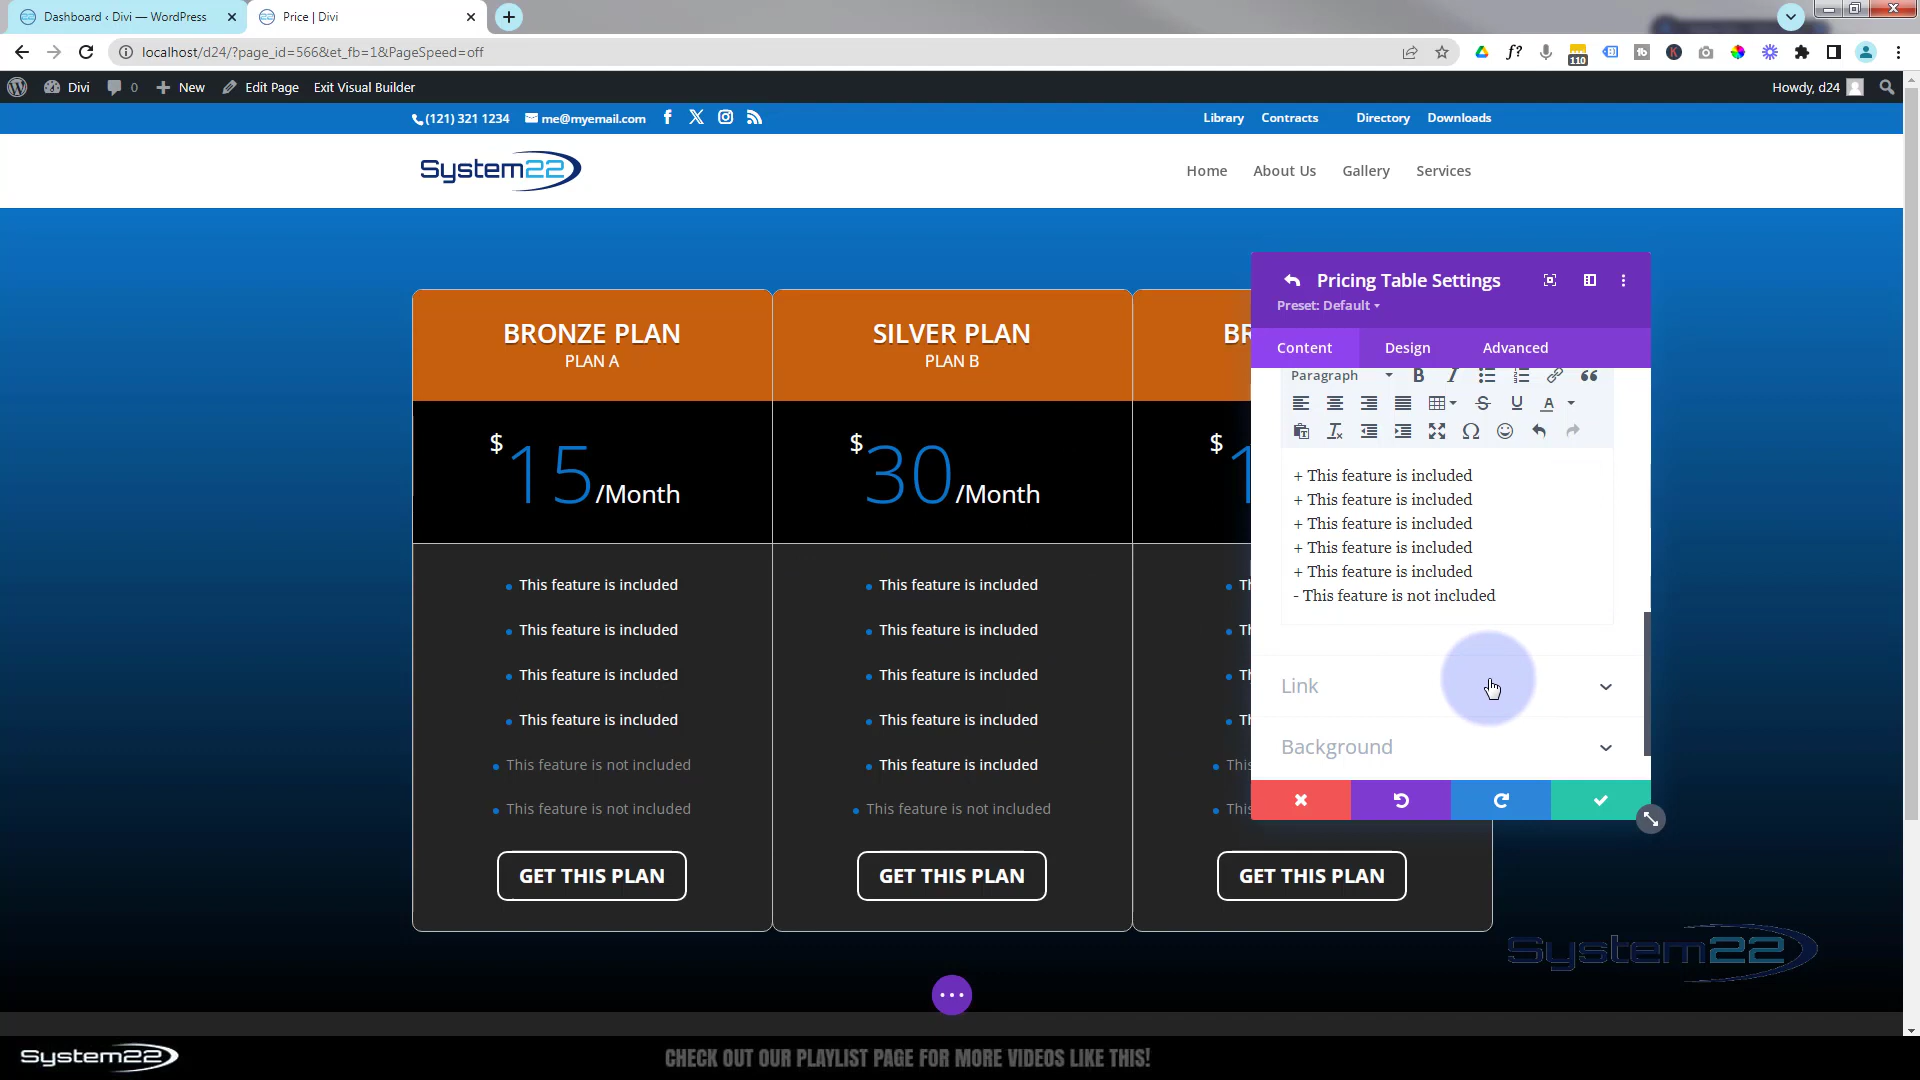 Dashboard ‹ Divi — WordPress
Price | Divi
localhost/d24/?page_id=566&et_fb=1&PageSpeed=off
110
Divi
0
New
Edit Page
Exit Visual Builder
Howdy, d24
(121) 321 1234
me@myemail.com
Library
Contracts
Directory
Downloads
System22
Home
About Us
Gallery
Services
BRONZE PLAN
PLAN A
$15/Month
This feature is included
This feature is included
This feature is included
This feature is included
This feature is not included
This feature is not included
GET THIS PLAN
SILVER PLAN
PLAN B
$30/Month
This feature is included
This feature is included
This feature is included
This feature is included
This feature is included
This feature is not included
GET THIS PLAN
GET THIS PLAN
Pricing Table Settings
Preset: Default
Content
Design
Advanced
Paragraph
+ This feature is included
+ This feature is included
+ This feature is included
+ This feature is included
+ This feature is included
- This feature is not included
Link
Background
System22
System22
CHECK OUT OUR PLAYLIST PAGE FOR MORE VIDEOS LIKE THIS!